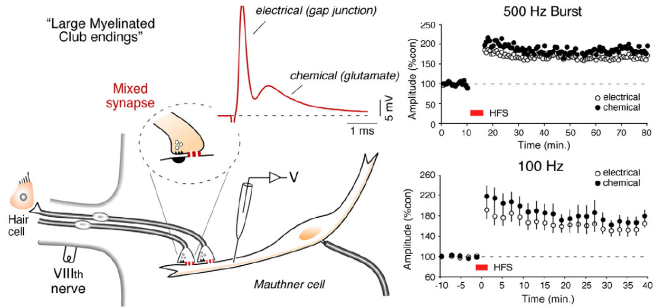 “Large Myelinated
Club endings”
electrical (gap junction)
chemical (glutamate)
Mixed
synapse
5 mV
1 ms
V
Hair
cell
VIIIth
nerve
Mauthner cell
500 Hz Burst
Amplitude (%con)
250
200
150
100
50
0
electrical
chemical
HFS
0 10 20 30 40 50 60 70 80
Time (min.)
100 Hz
Amplitude (%con)
260
220
180
140
100
60
electrical
chemical
HFS
-10 -5 0 5 10 15 20 25 30 35 40
Time (min.)